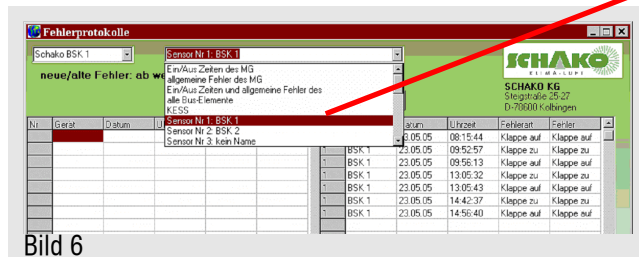 Fehlerprotokolle
Schako BSK 1
Sensor Nr 1: BSK 1
neue/alte Fehler: ab we
Ein/Aus Zeiten des MG
allgemeine Fehler des MG
Ein/Aus Zeiten und allgemeine Fehler des
alle Bus-Elemente
KESS
Sensor Nr 1: BSK 1
Sensor Nr 2: BSK 2
Sensor Nr 3: kein Name
SCHAKO
KLIMA-LUFT
SCHAKO KG
Steigstraße 25-27
D-78600 Kolbingen
Nr. Gerät Datum U atum Uhrzeit Fehlerart Fehler
23.05.05 08:15:44 Klappe auf Klappe auf
1 BSK 1 23.05.05 09:52:57 Klappe zu Klappe zu
1 BSK 1 23.05.05 09:56:13 Klappe auf Klappe auf
1 BSK 1 23.05.05 13:05:32 Klappe zu Klappe zu
1 BSK 1 23.05.05 13:05:43 Klappe auf Klappe auf
1 BSK 1 23.05.05 14:42:37 Klappe zu Klappe zu
1 BSK 1 23.05.05 14:56:40 Klappe auf Klappe auf
Bild 6